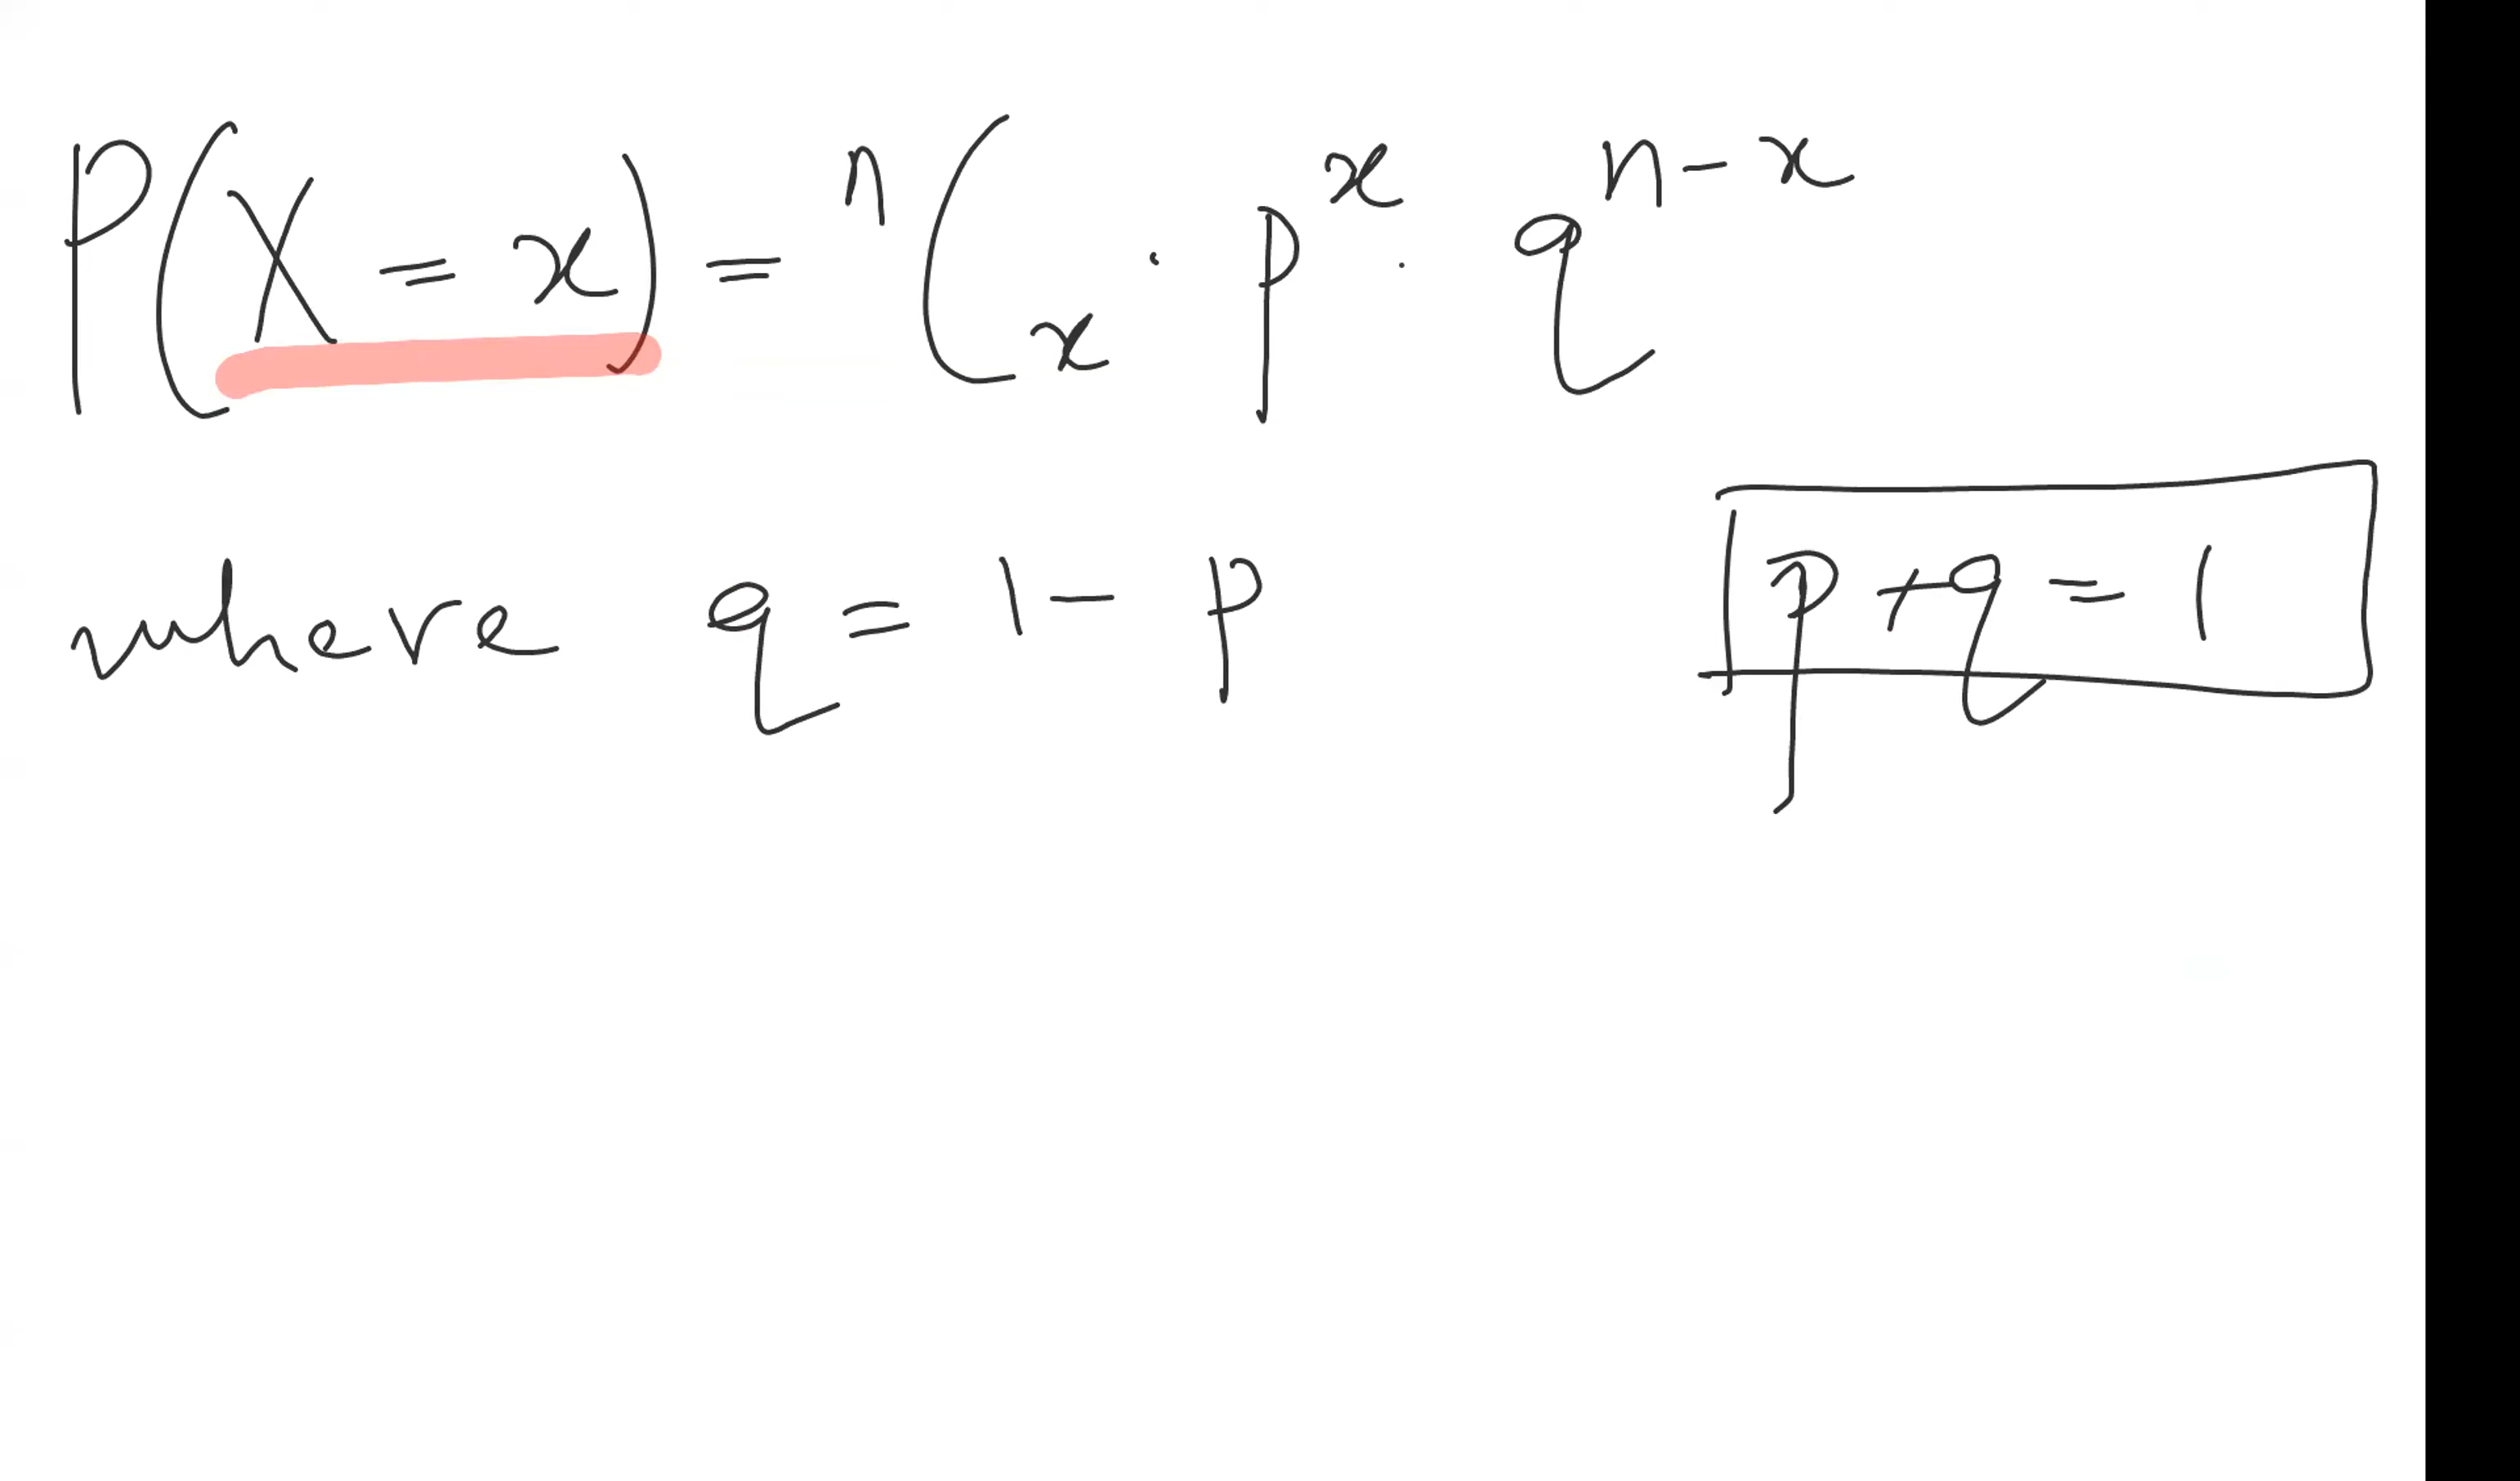 P(X = x) = ⁿCₓ · pˣ · qⁿ⁻ˣ
where q = 1 - p
p + q = 1